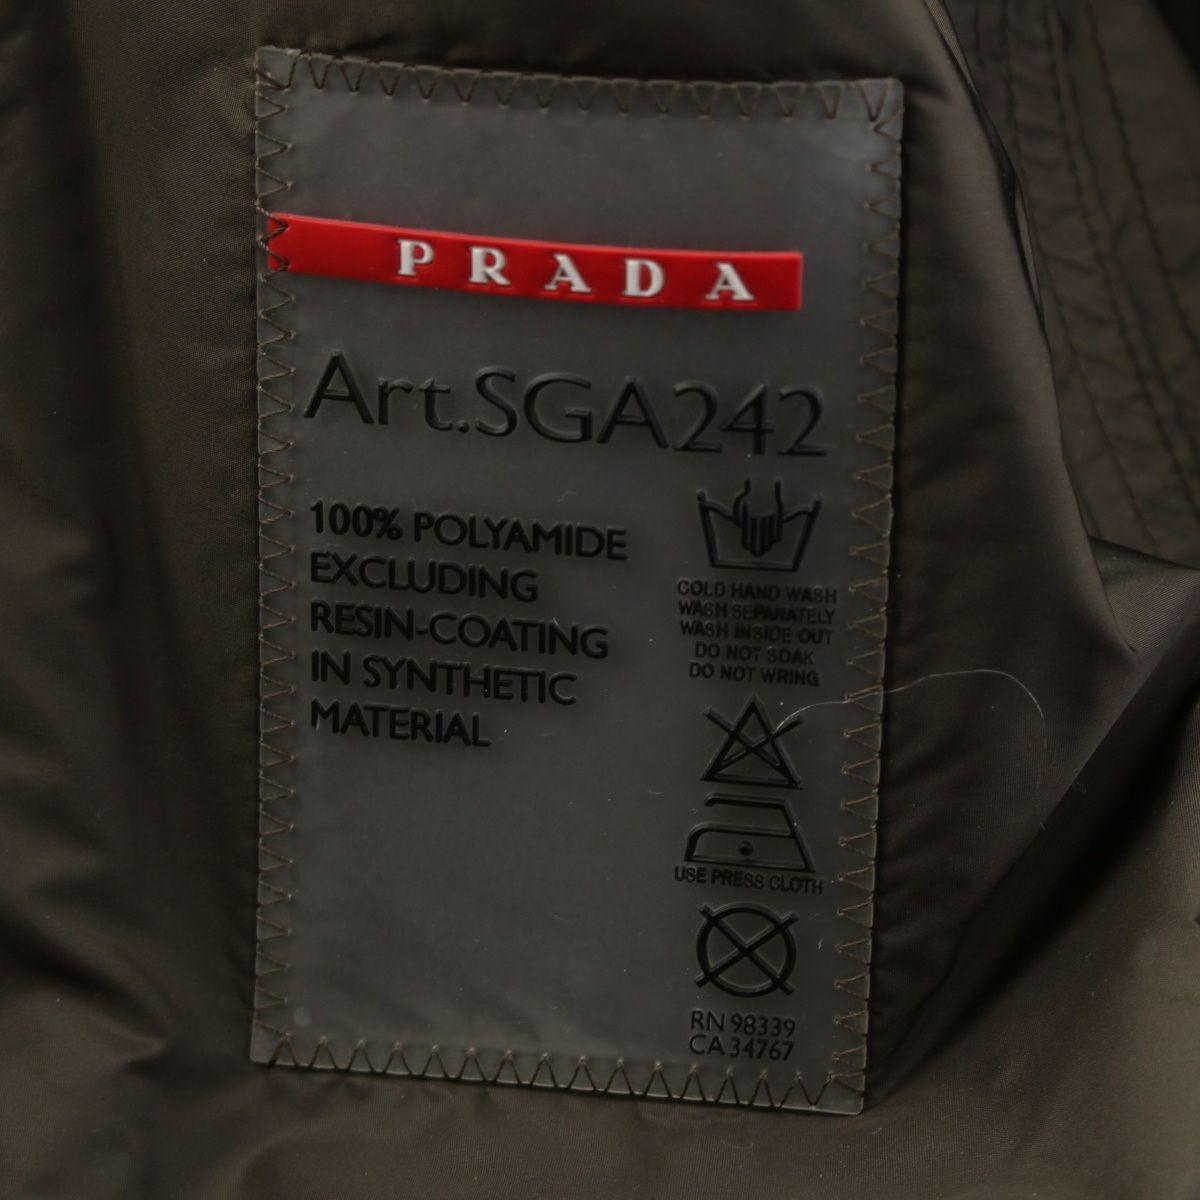 PRADA
Art.SGA242
100% POLYAMIDE
EXCLUDING
RESIN-COATING
IN SYNTHETIC
MATERIAL
COLD HAND WASH
WASH SEPARATELY
WASH INSIDE OUT
DO NOT SOAK
DO NOT WRING
USE PRESS CLOTH
RN 98339
CA 34767